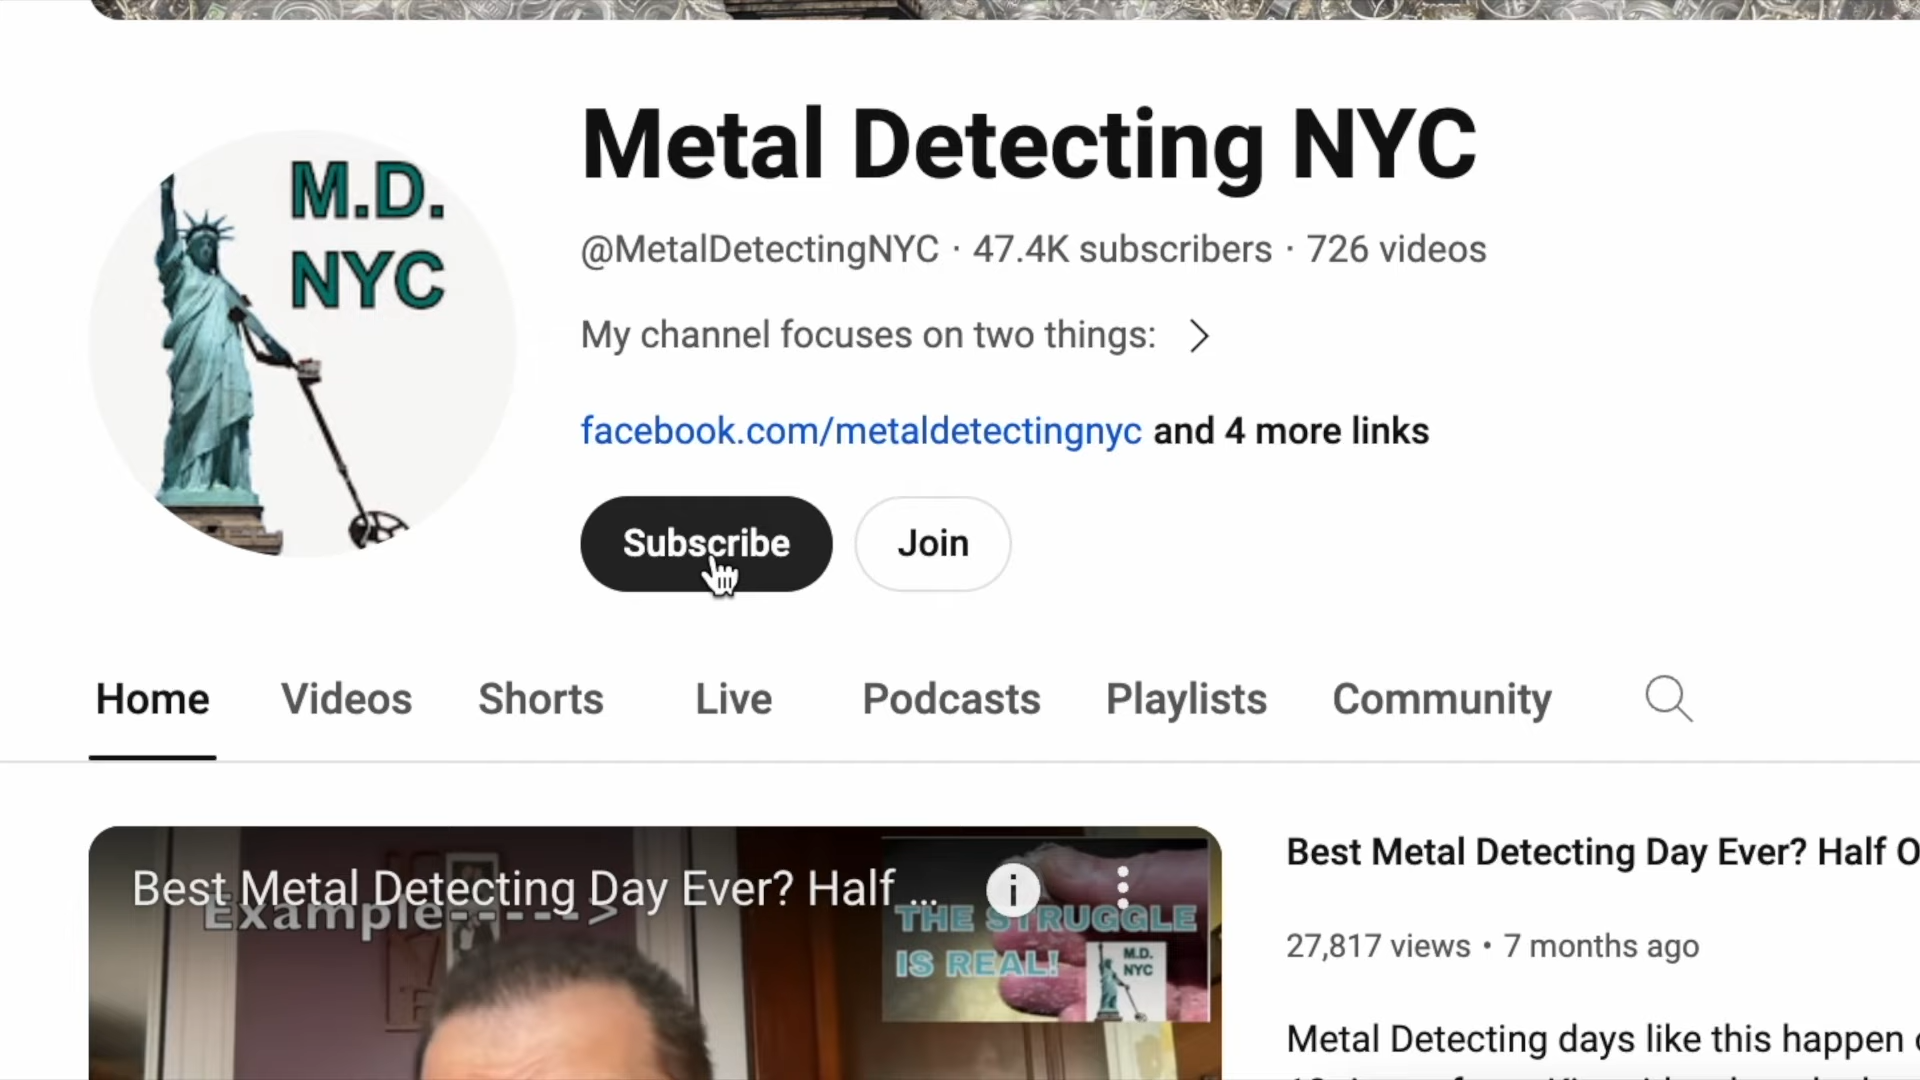 M.D.
NYC
Metal Detecting NYC
@MetalDetectingNYC · 47.4K subscribers · 726 videos
My channel focuses on two things:
facebook.com/metaldetectingnyc and 4 more links
Subscribe
Join
Home Videos Shorts Live Podcasts Playlists Community
Best Metal Detecting Day Ever? Half ...
Example----->
THE STRUGGLE
IS REAL!
M.D.
NYC
Best Metal Detecting Day Ever? Half O
27,817 views • 7 months ago
Metal Detecting days like this happen